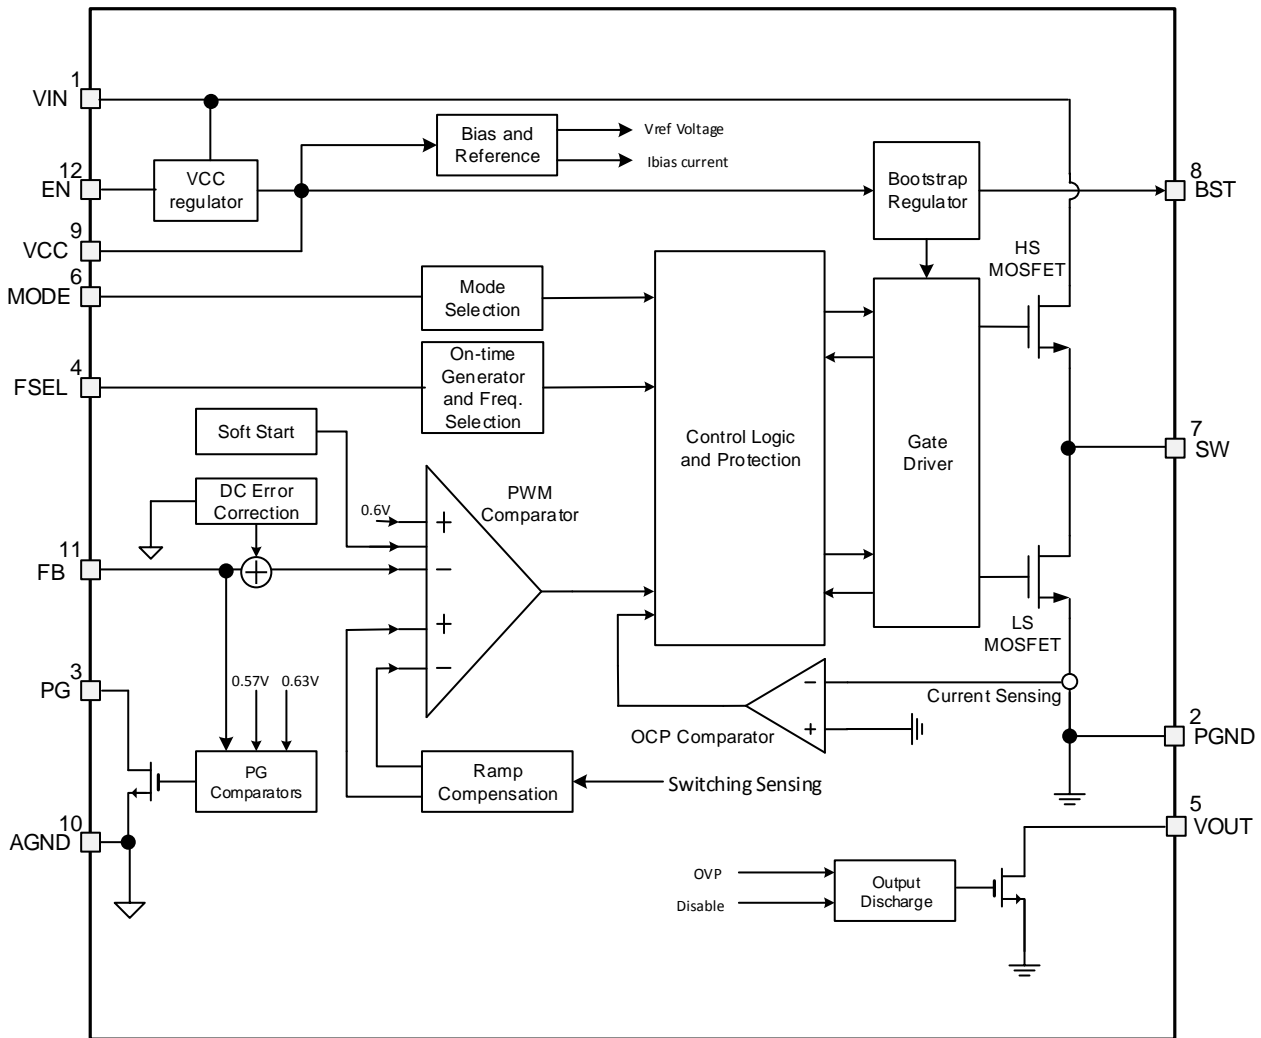 1
VIN
12
EN
9
VCC
6
MODE
4
FSEL
11
FB
3
PG
10
AGND
VCC
regulator
Bias and
Reference
Vref Voltage
Ibias current
Bootstrap
Regulator
8
BST
HS
MOSFET
Mode
Selection
On-time
Generator
and Freq.
Selection
Soft Start
DC Error
Correction
0.6V
PWM
Comparator
+
−
+
−
+
Control Logic
and Protection
Gate
Driver
7
SW
LS
MOSFET
0.57V
0.63V
PG
Comparators
Ramp
Compensation
Switching Sensing
OCP Comparator
−
+
Current Sensing
2
PGND
5
VOUT
OVP
Disable
Output
Discharge